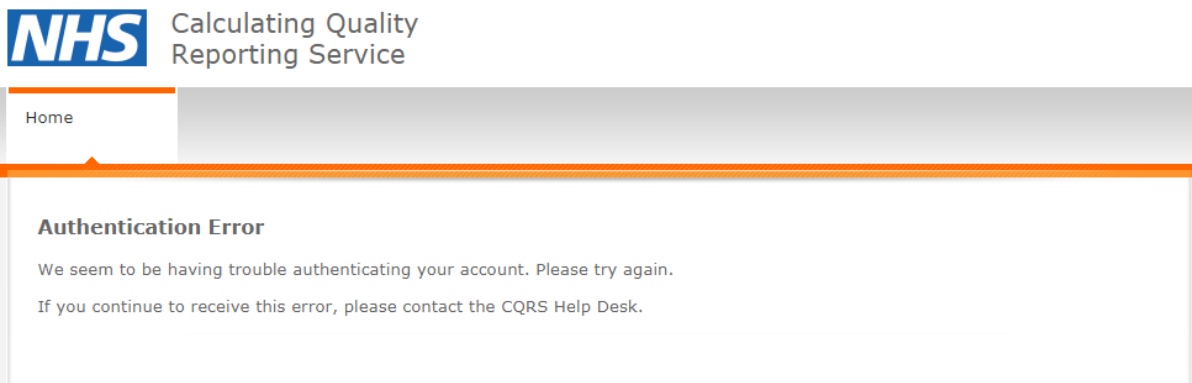 NHS
Calculating Quality
Reporting Service
Home
Authentication Error
We seem to be having trouble authenticating your account. Please try again.
If you continue to receive this error, please contact the CQRS Help Desk.